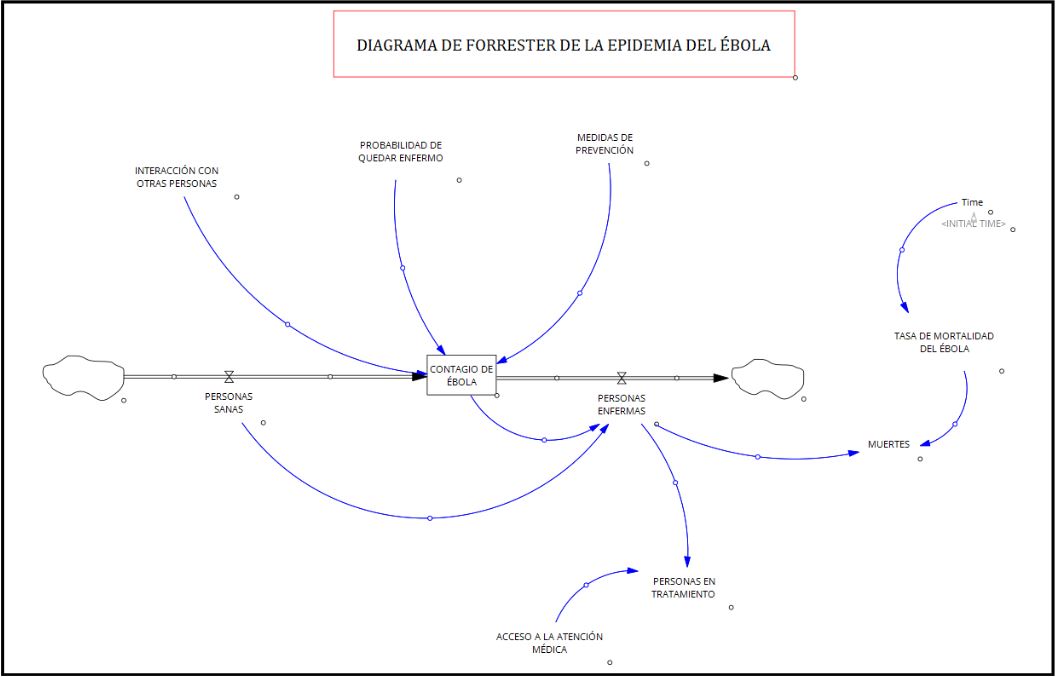 DIAGRAMA DE FORRESTER DE LA EPIDEMIA DEL ÉBOLA
MEDIDAS DE
PREVENCIÓN
PROBABILIDAD DE
QUEDAR ENFERMO
INTERACCIÓN CON
OTRAS PERSONAS
Time
<INITIAL TIME>
TASA DE MORTALIDAD
DEL ÉBOLA
CONTAGIO DE
ÉBOLA
PERSONAS
SANAS
PERSONAS
ENFERMAS
MUERTES
PERSONAS EN
TRATAMIENTO
ACCESO A LA ATENCIÓN
MÉDICA